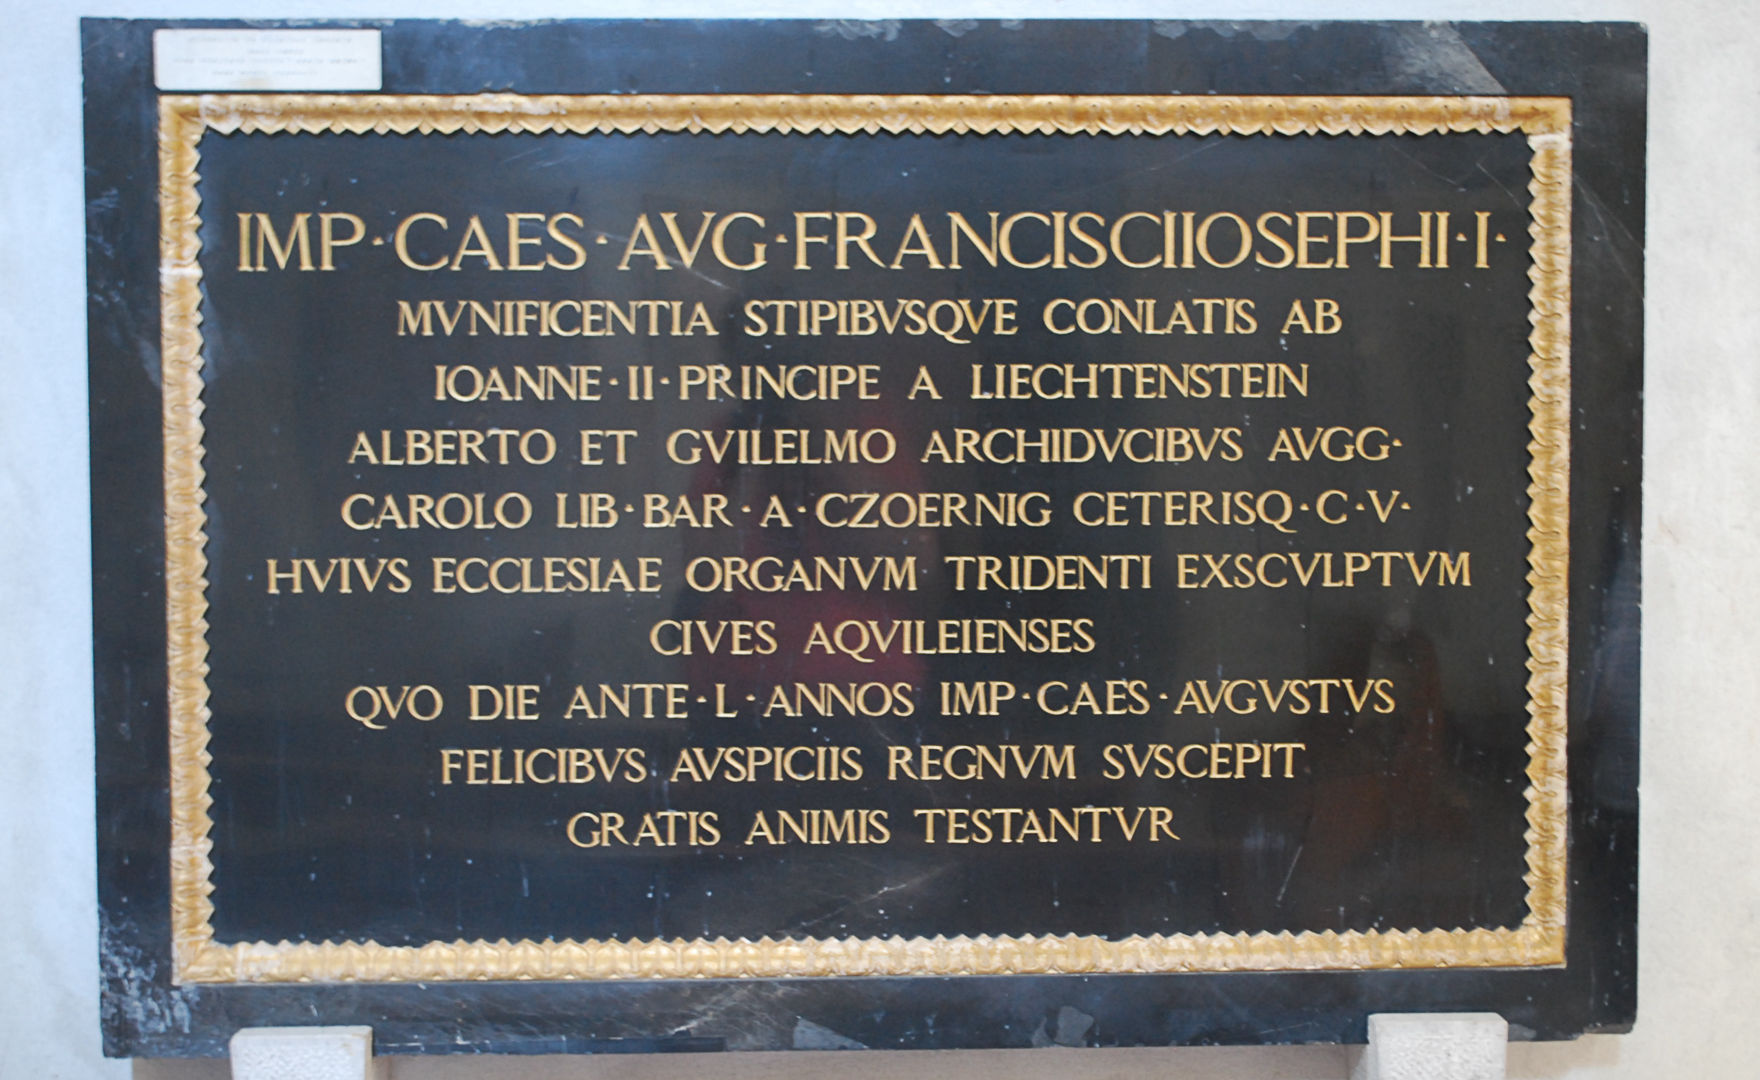 IMP·CAES·AVG·FRANCISCIIOSEPHI·I·
MVNIFICENTIA STIPIBVSQVE CONLATIS AB
IOANNE·II·PRINCIPE A LIECHTENSTEIN
ALBERTO ET GVILELMO ARCHIDVCIBVS AVGG·
CAROLO LIB·BAR·A·CZOERNIG CETERISQ·C·V·
HVIVS ECCLESIAE ORGANVM TRIDENTI EXSCVLPTVM
CIVES AQVILEIENSES
QVO DIE ANTE·L·ANNOS IMP·CAES·AVGVSTVS
FELICIBVS AVSPICIIS REGNVM SVSCEPIT
GRATIS ANIMIS TESTANTVR